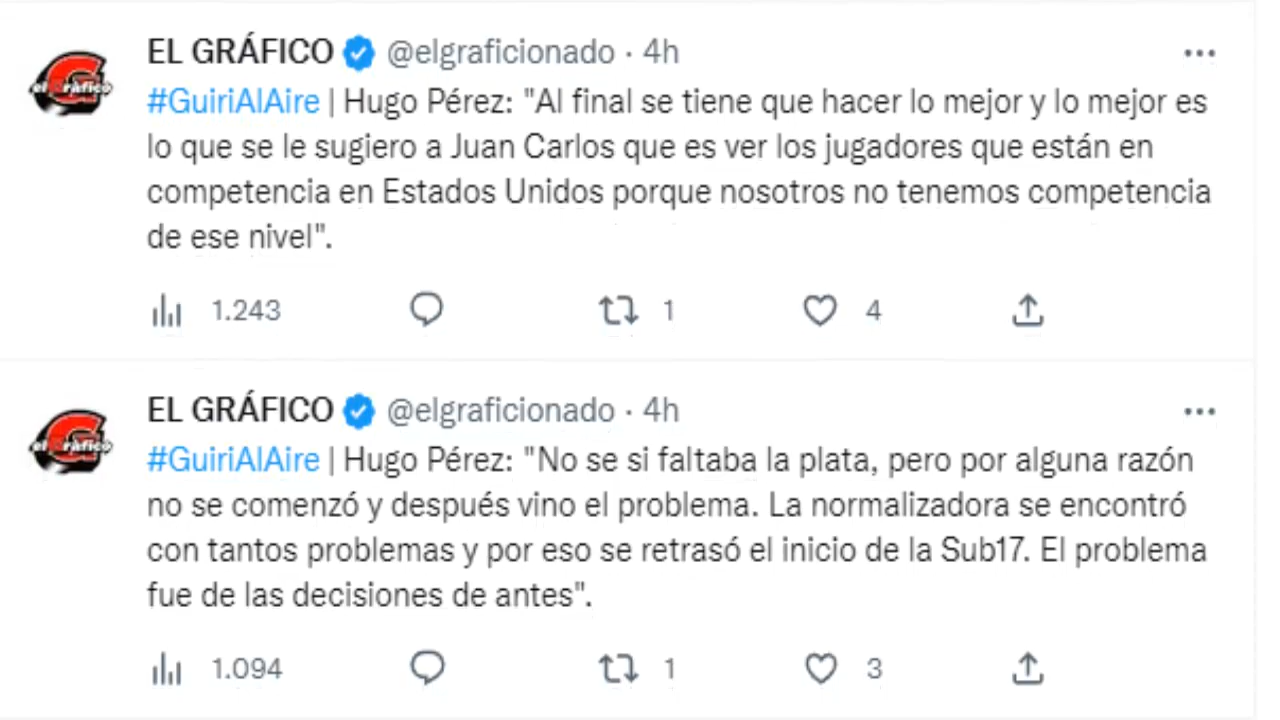 EL GRÁFICO @elgraficionado · 4h
#GuiriAlAire | Hugo Pérez: "Al final se tiene que hacer lo mejor y lo mejor es
lo que se le sugiero a Juan Carlos que es ver los jugadores que están en
competencia en Estados Unidos porque nosotros no tenemos competencia
de ese nivel".
1.243 1 4
EL GRÁFICO @elgraficionado · 4h
#GuiriAlAire | Hugo Pérez: "No se si faltaba la plata, pero por alguna razón
no se comenzó y después vino el problema. La normalizadora se encontró
con tantos problemas y por eso se retrasó el inicio de la Sub17. El problema
fue de las decisiones de antes".
1.094 1 3